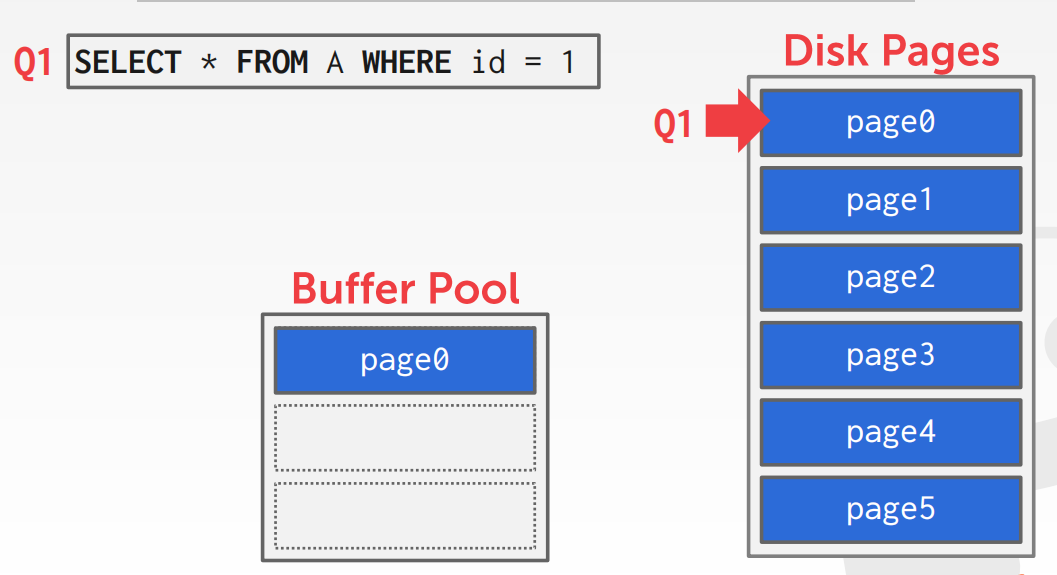 Q1 SELECT * FROM A WHERE id = 1
Disk Pages
Q1
page0
page1
page2
page3
page4
page5
Buffer Pool
page0